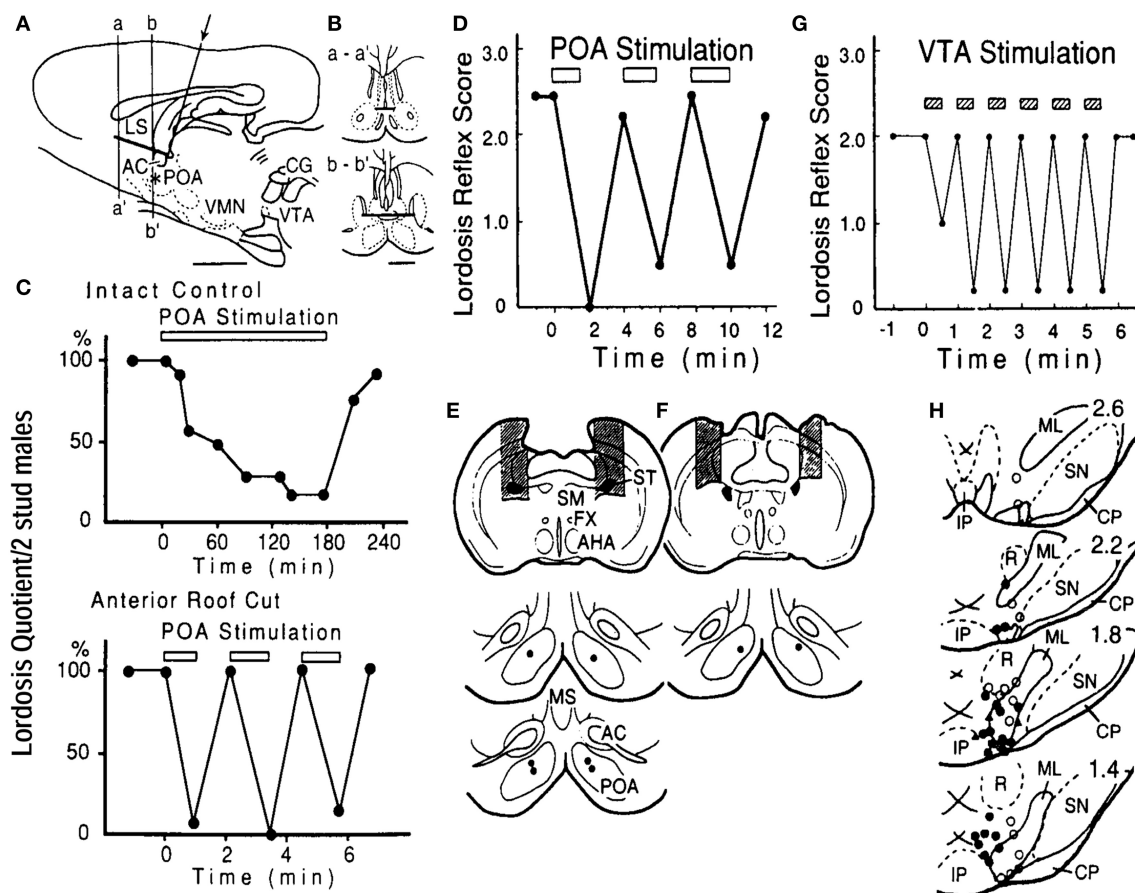 A
a
b
LS
AC
*POA
CG
VMN
VTA
a'
b'
B
a - a'
b - b'
C
Intact Control
POA Stimulation
%
100
50
0
0 60 120 180 240
Time (min)
Anterior Roof Cut
POA Stimulation
%
100
50
0
0 2 4 6
Time (min)
Lordosis Quotient/2 stud males
D
POA Stimulation
Lordosis Reflex Score
3.0
2.0
1.0
0
0 2 4 6 8 10 12
Time (min)
E
ST
SM
FX
AHA
MS
AC
POA
F
G
VTA Stimulation
Lordosis Reflex Score
3.0
2.0
1.0
0
-1 0 1 2 3 4 5 6
Time (min)
H
2.6
ML
SN
IP
CP
2.2
R
ML
SN
IP
CP
1.8
R
ML
SN
IP
CP
1.4
R
ML
SN
IP
CP